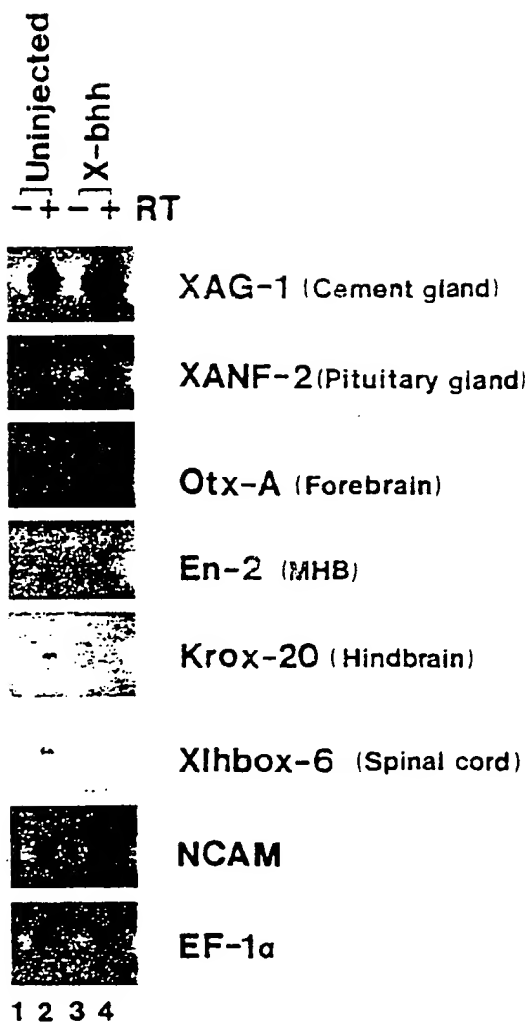 Uninjected
X-bhh
- + - + RT
XAG-1 (Cement gland)
XANF-2(Pituitary gland)
Otx-A (Forebrain)
En-2 (MHB)
Krox-20 (Hindbrain)
Xlhbox-6 (Spinal cord)
NCAM
EF-1α
1 2 3 4